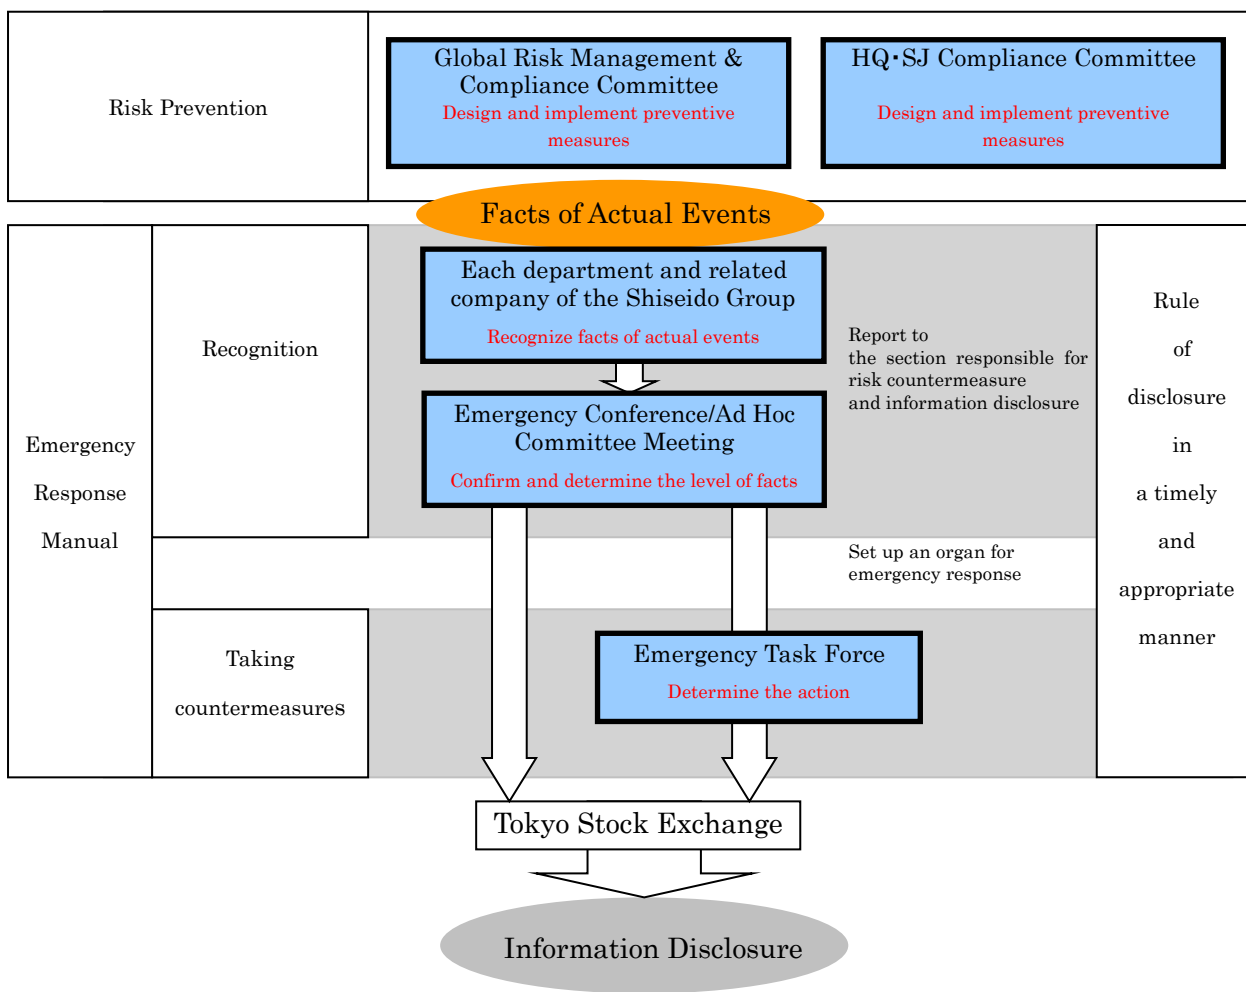 Risk Prevention
Global Risk Management &
Compliance Committee
Design and implement preventive
measures
HQ・SJ Compliance Committee
Design and implement preventive
measures
Facts of Actual Events
Emergency
Response
Manual
Recognition
Each department and related
company of the Shiseido Group
Recognize facts of actual events
Report to
the section responsible for
risk countermeasure
and information disclosure
Emergency Conference/Ad Hoc
Committee Meeting
Confirm and determine the level of facts
Set up an organ for
emergency response
Taking
countermeasures
Emergency Task Force
Determine the action
Rule
of
disclosure
in
a timely
and
appropriate
manner
Tokyo Stock Exchange
Information Disclosure